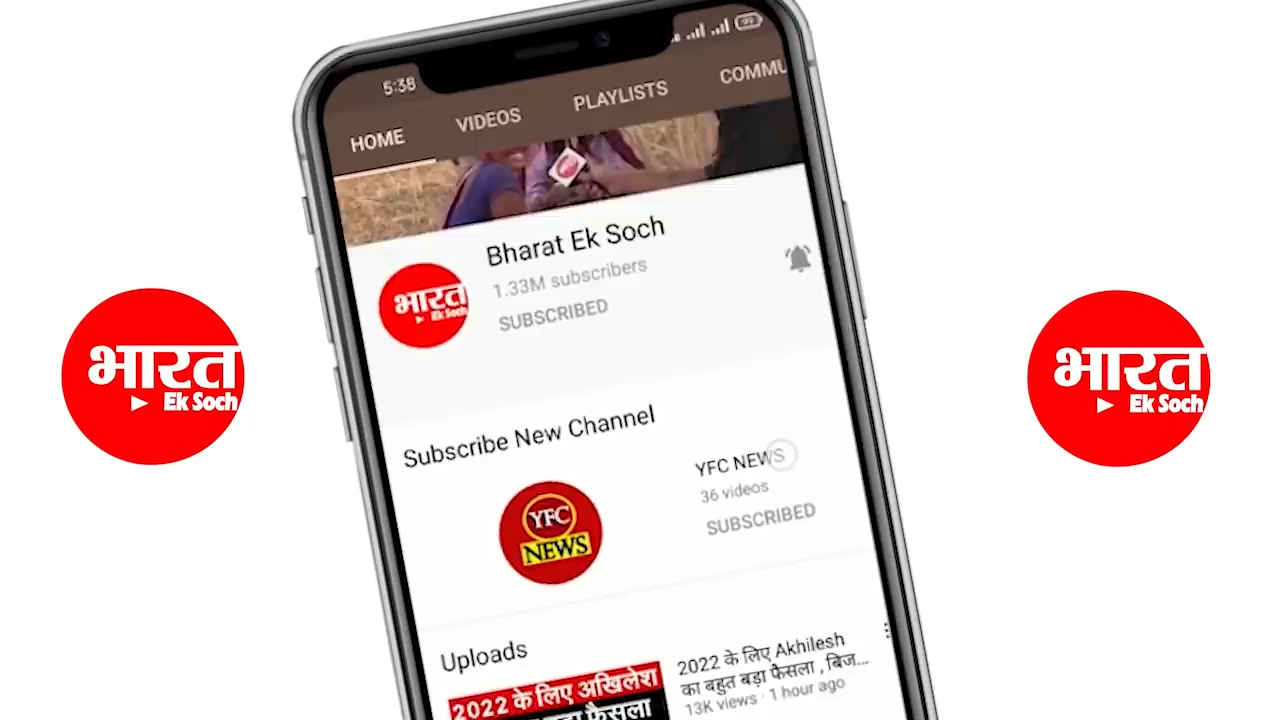 5:38
99
HOME
VIDEOS
PLAYLISTS
COMMU
Bharat Ek Soch
1.33M subscribers
SUBSCRIBED
भारत
Ek Soch
भारत
Ek Soch
भारत
Ek Soch
Subscribe New Channel
YFC
NEWS
YFC NEWS
36 videos
SUBSCRIBED
Uploads
2022 के लिए अखिलेश
फैसला
2022 के लिए Akhilesh
का बहुत बड़ा फैसला , बिज...
13K views · 1 hour ago